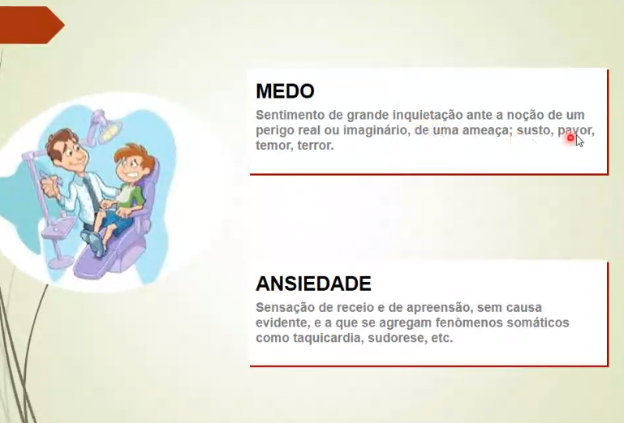 MEDO
Sentimento de grande inquietação ante a noção de um
perigo real ou imaginário, de uma ameaça; susto, pavor,
temor, terror.
ANSIEDADE
Sensação de receio e de apreensão, sem causa
evidente, e a que se agregam fenômenos somáticos
como taquicardia, sudorese, etc.